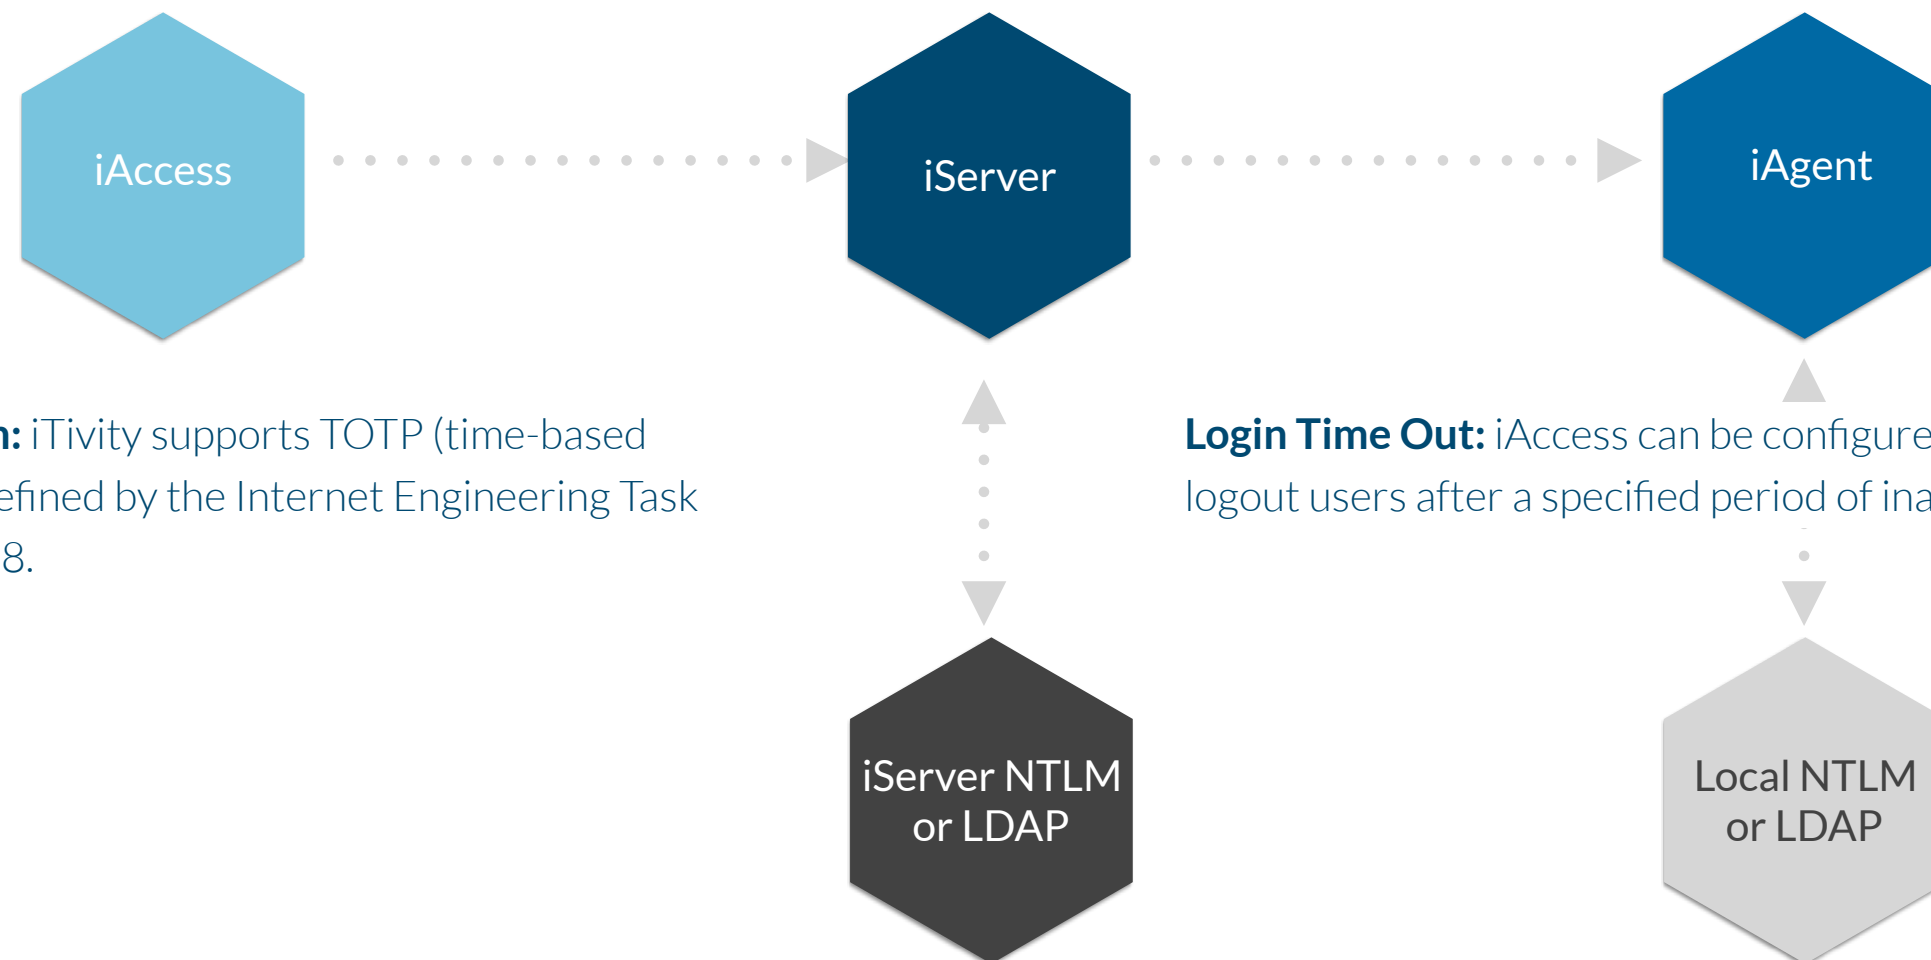 iAccess
iServer
iAgent
n: iTivity supports TOTP (time-based
efined by the Internet Engineering Task
8.
Login Time Out: iAccess can be configure
logout users after a specified period of ina
iServer NTLM
or LDAP
Local NTLM
or LDAP